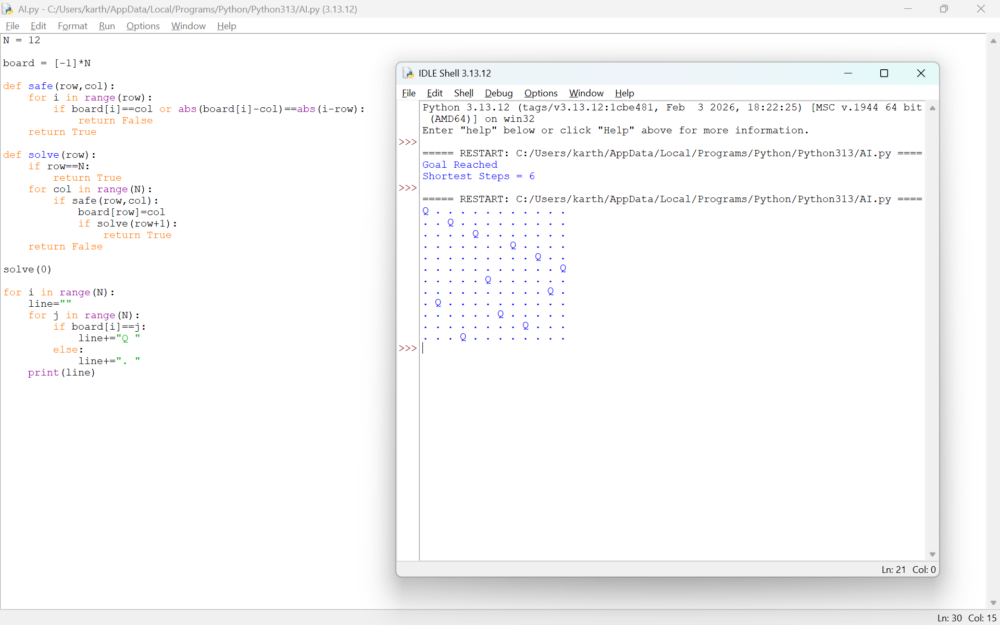 AI.py - C:/Users/karth/AppData/Local/Programs/Python/Python313/AI.py (3.13.12)
File Edit Format Run Options Window Help
N = 12

board = [-1]*N

def safe(row,col):
    for i in range(row):
        if board[i]==col or abs(board[i]-col)==abs(i-row):
            return False
    return True

def solve(row):
    if row==N:
        return True
    for col in range(N):
        if safe(row,col):
            board[row]=col
            if solve(row+1):
                return True
    return False

solve(0)

for i in range(N):
    line=""
    for j in range(N):
        if board[i]==j:
            line+="Q "
        else:
            line+=". "
    print(line)
Ln: 30 Col: 15
IDLE Shell 3.13.12
File Edit Shell Debug Options Window Help
Python 3.13.12 (tags/v3.13.12:1cbe481, Feb  3 2026, 18:22:25) [MSC v.1944 64 bit
 (AMD64)] on win32
Enter "help" below or click "Help" above for more information.
>>>
===== RESTART: C:/Users/karth/AppData/Local/Programs/Python/Python313/AI.py ====
Goal Reached
Shortest Steps = 6
>>>
===== RESTART: C:/Users/karth/AppData/Local/Programs/Python/Python313/AI.py ====
Q . . . . . . . . . . .
. . Q . . . . . . . . .
. . . . Q . . . . . . .
. . . . . . . Q . . . .
. . . . . . . . . Q . .
. . . . . . . . . . . Q
. . . . . Q . . . . . .
. . . . . . . . . . Q .
. Q . . . . . . . . . .
. . . . . . Q . . . . .
. . . . . . . . Q . . .
. . . Q . . . . . . . .
>>>
Ln: 21 Col: 0